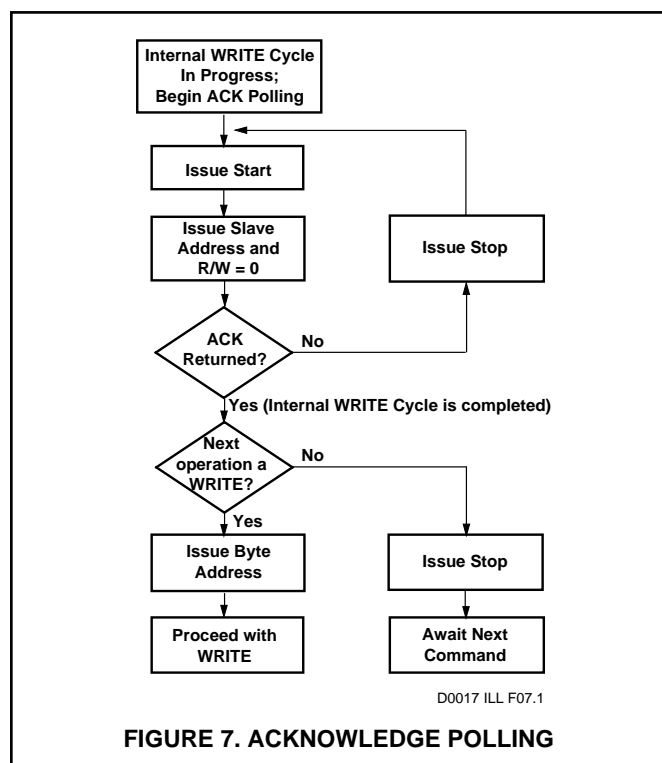 Internal WRITE Cycle
In Progress;
Begin ACK Polling
Issue Start
Issue Slave
Address and
R/W = 0
Issue Stop
ACK
Returned?
No
Yes (Internal WRITE Cycle is completed)
Next
operation a
WRITE?
No
Yes
Issue Byte
Address
Issue Stop
Proceed with
WRITE
Await Next
Command
D0017 ILL F07.1
FIGURE 7. ACKNOWLEDGE POLLING